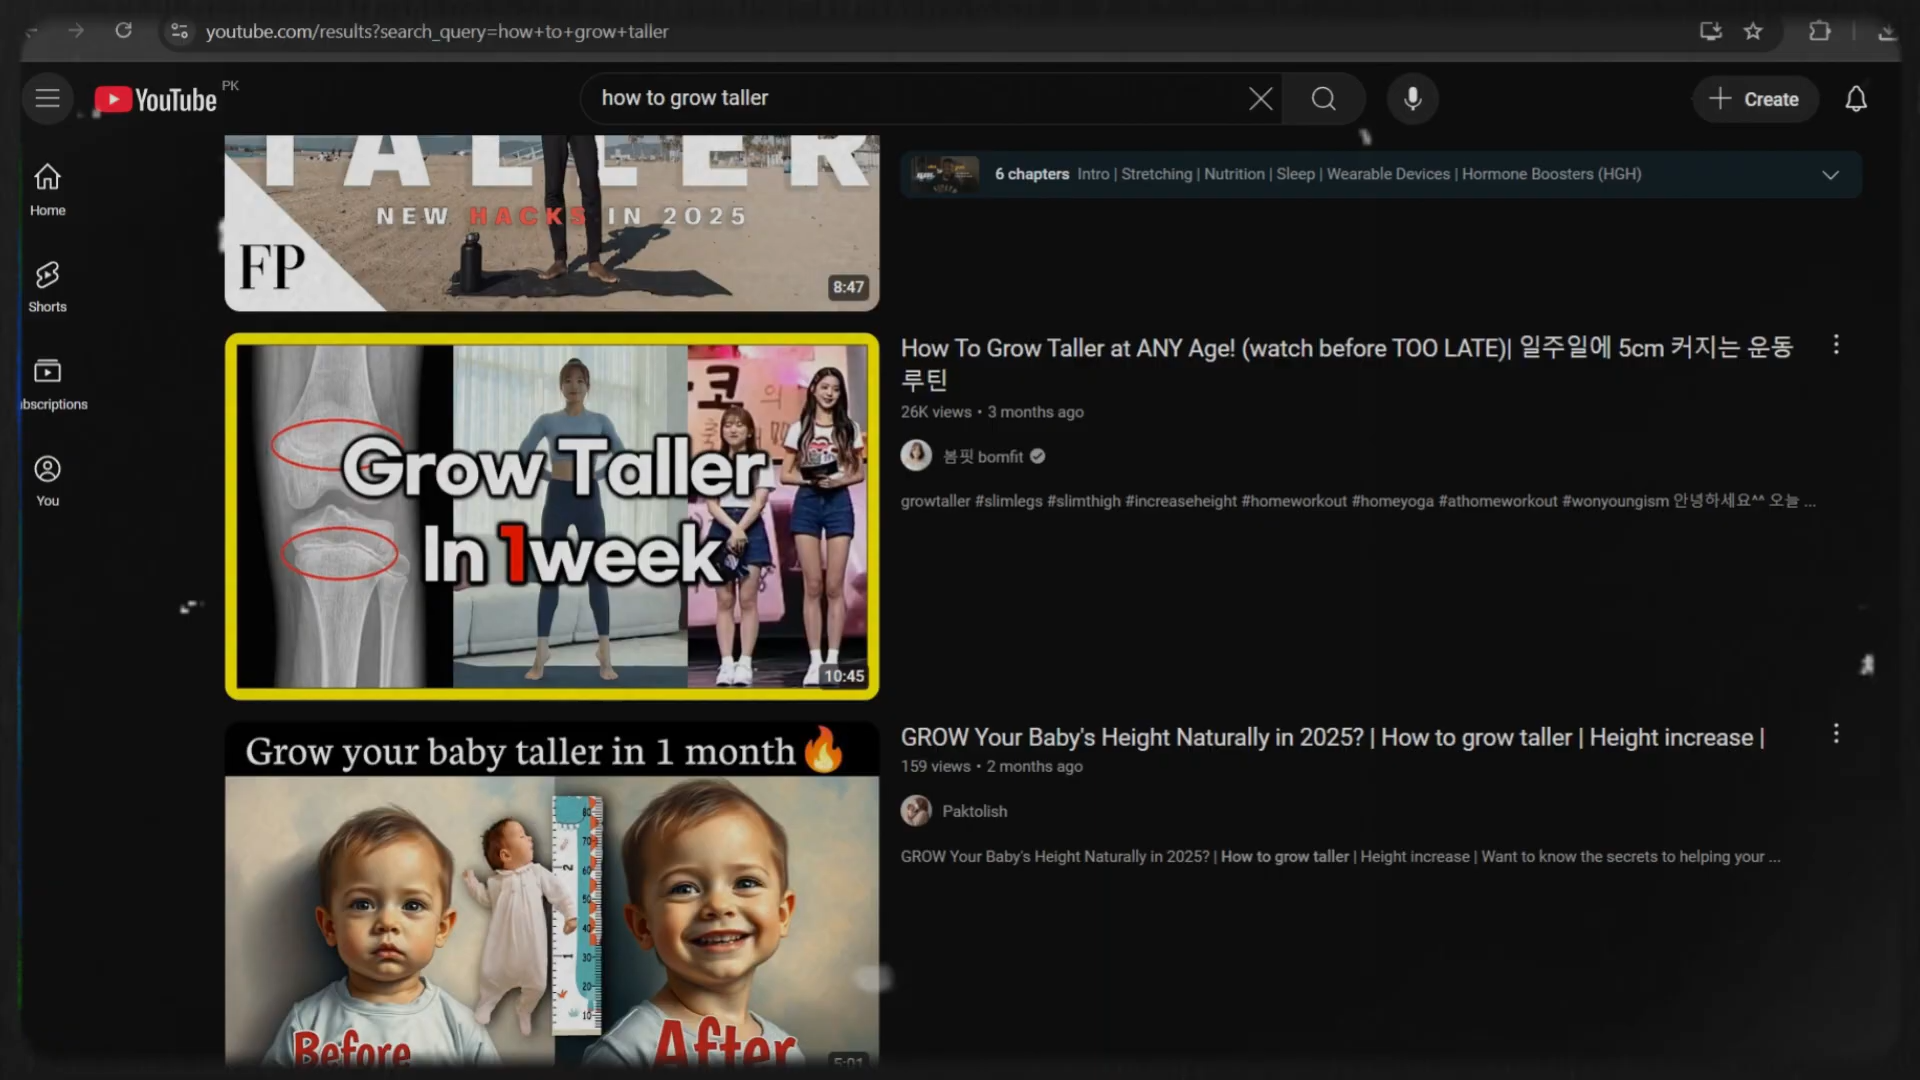 youtube.com/results?search_query=how+to+grow+taller
YouTube PK
how to grow taller
Create
Home
Shorts
bscriptions
You
TALLER
NEW HACKS IN 2025
FP
8:47
6 chapters Intro | Stretching | Nutrition | Sleep | Wearable Devices | Hormone Boosters (HGH)
Grow Taller
In 1week
10:45
How To Grow Taller at ANY Age! (watch before TOO LATE)| 일주일에 5cm 커지는 운동
루틴
26K views • 3 months ago
봄핏 bomfit
growtaller #slimlegs #slimthigh #increaseheight #homeworkout #homeyoga #athomeworkout #wonyoungism 안녕하세요^^ 오늘 ...
Grow your baby taller in 1 month🔥
Before
After
5:01
GROW Your Baby's Height Naturally in 2025? | How to grow taller | Height increase |
159 views • 2 months ago
Paktolish
GROW Your Baby's Height Naturally in 2025? | How to grow taller | Height increase | Want to know the secrets to helping your ...